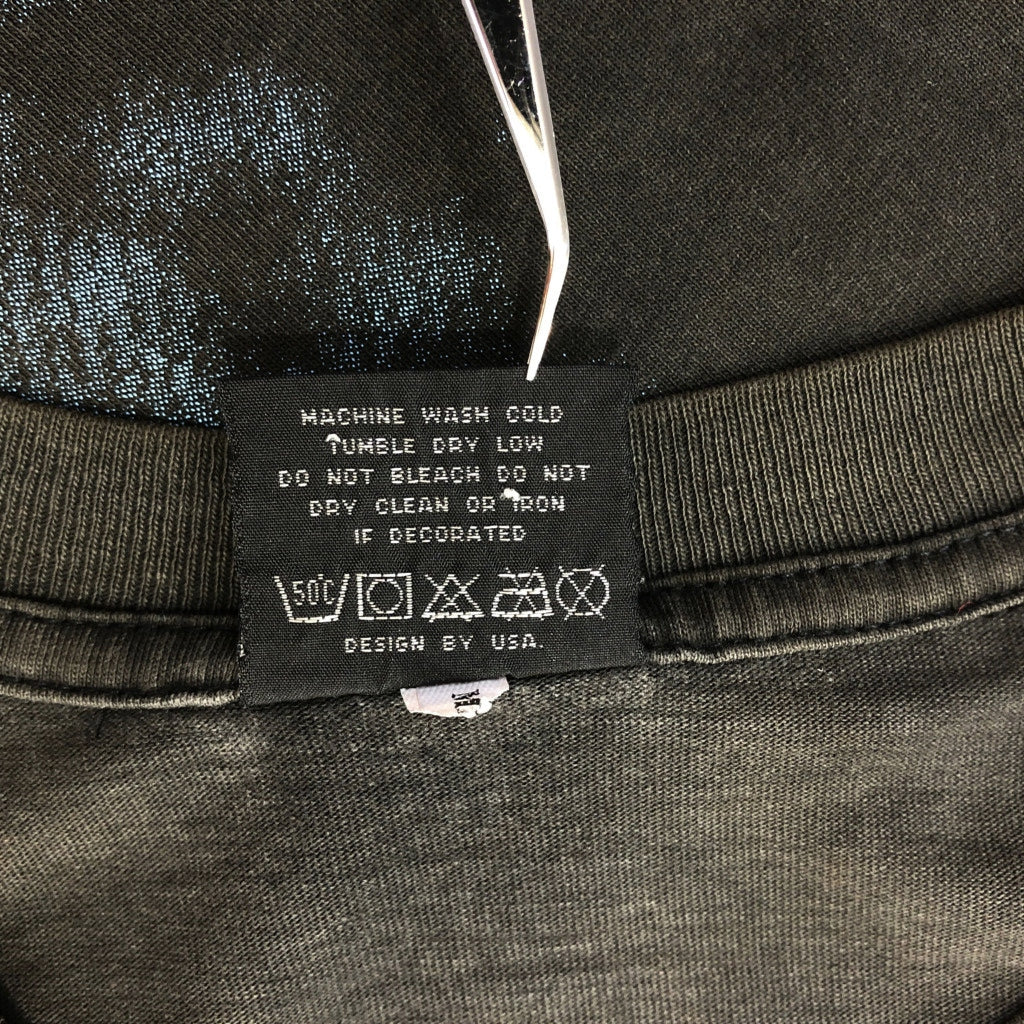 MACHINE WASH COLD
TUMBLE DRY LOW
DO NOT BLEACH DO NOT
DRY CLEAN OR IRON
IF DECORATED
50°C
DESIGN BY USA.